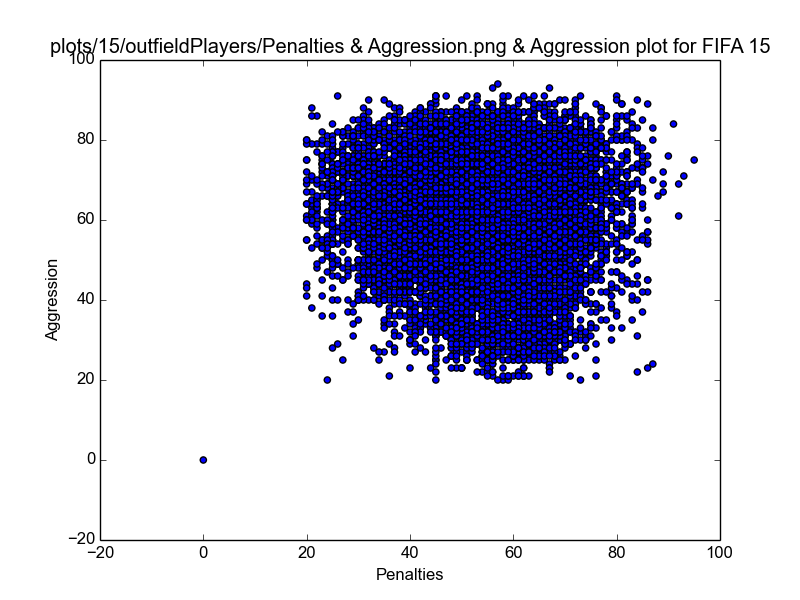 plots/15/outfieldPlayers/Penalties & Aggression.png & Aggression plot for FIFA 15
100
80
60
40
20
0
−20
Aggression
−20 0 20 40 60 80 100
Penalties